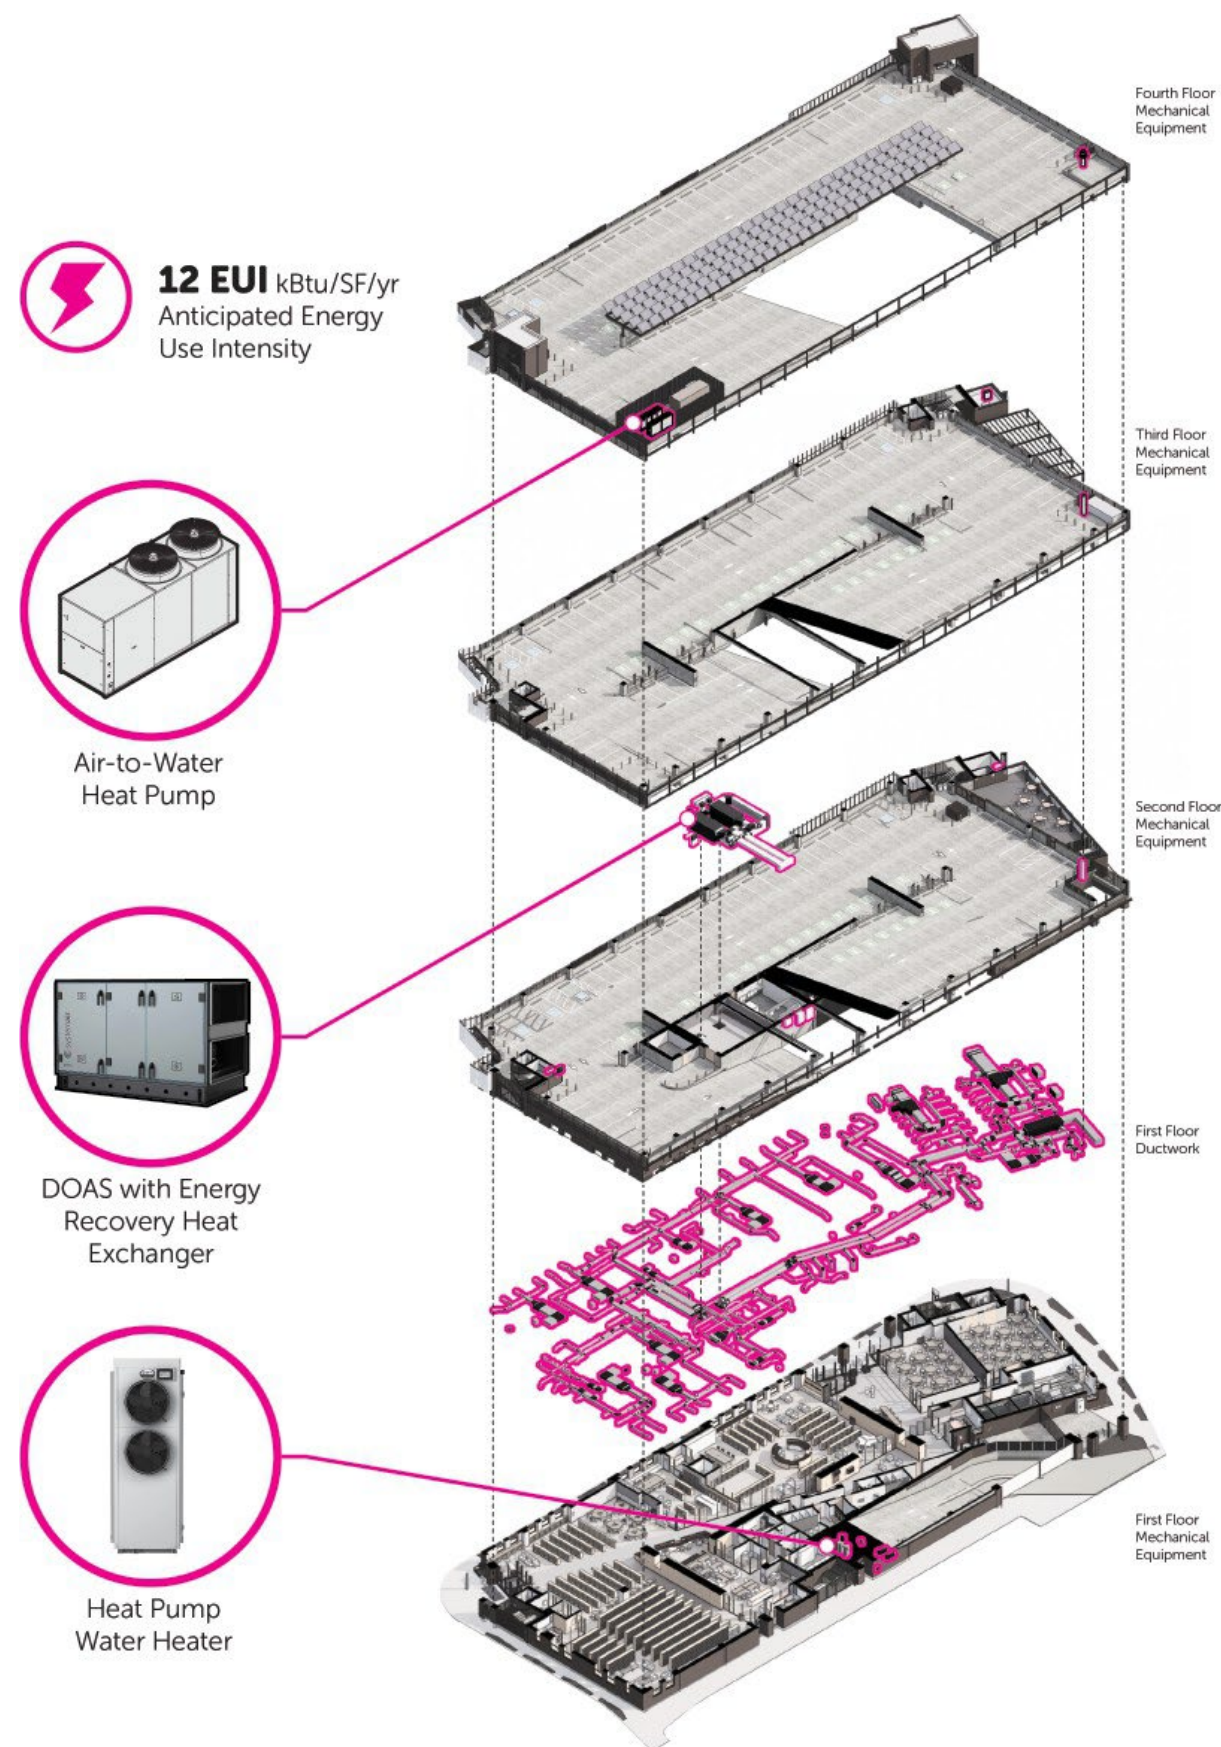 Fourth Floor
Mechanical
Equipment
12 EUI kBtu/SF/yr
Anticipated Energy
Use Intensity
Third Floor
Mechanical
Equipment
Air-to-Water
Heat Pump
Second Floor
Mechanical
Equipment
DOAS with Energy
Recovery Heat
Exchanger
First Floor
Ductwork
Heat Pump
Water Heater
First Floor
Mechanical
Equipment